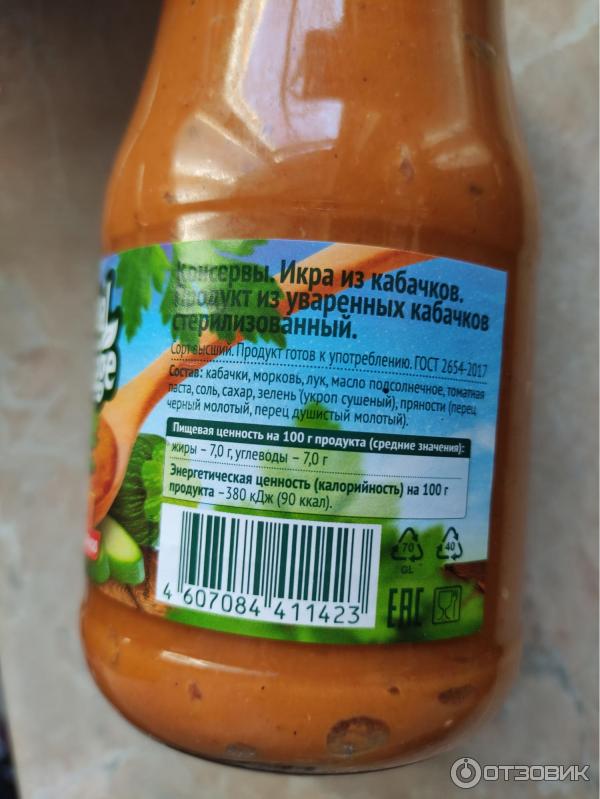 Консервы. Икра из кабачков.
Продукт из уваренных кабачков
стерилизованный.
Сорт высший. Продукт готов к употреблению. ГОСТ 2654-2017
Состав: кабачки, морковь, лук, масло подсолнечное, томатная
паста, соль, сахар, зелень (укроп сушеный), пряности (перец
черный молотый, перец душистый молотый).
Пищевая ценность на 100 г продукта (средние значения):
жиры – 7,0 г, углеводы – 7,0 г
Энергетическая ценность (калорийность) на 100 г
продукта –380 кДж (90 ккал).
4 607084 411423
70
GL
40
EAC
ОТЗОВИК